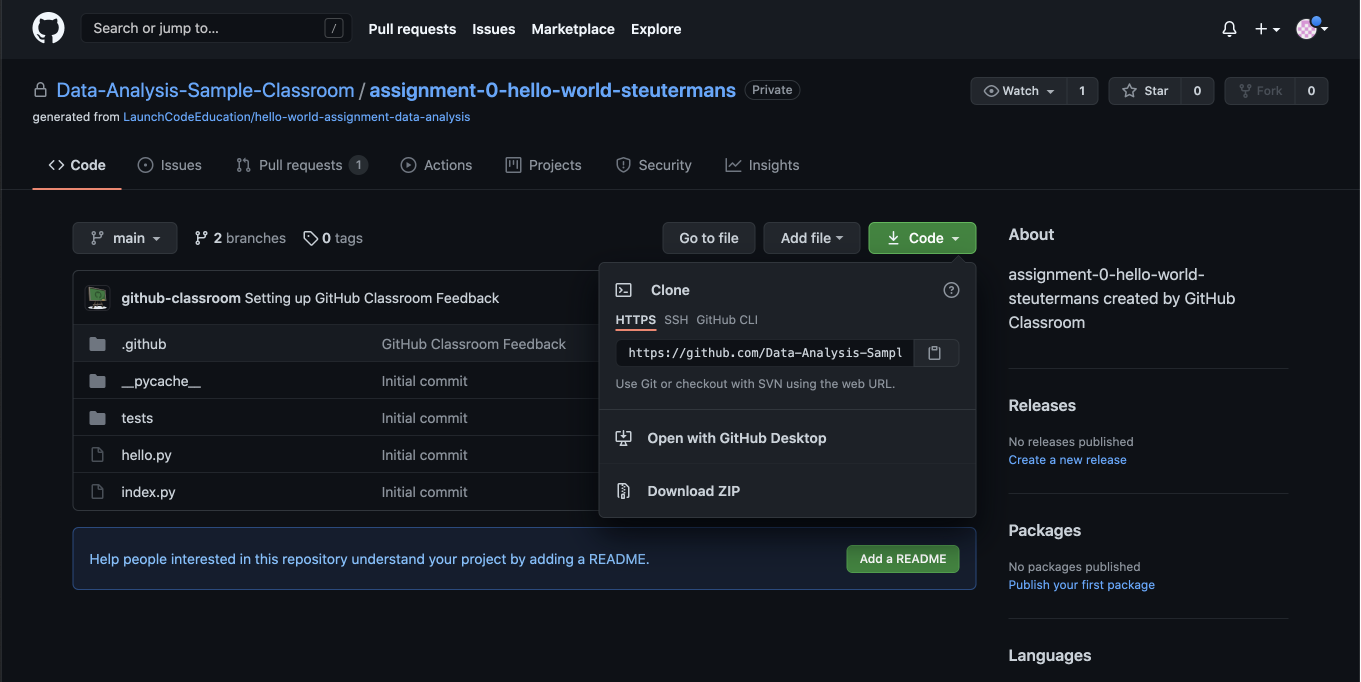 Search or jump to... /
Pull requests Issues Marketplace Explore
Data-Analysis-Sample-Classroom / assignment-0-hello-world-steutermans Private
Watch 1 Star 0 Fork 0
generated from LaunchCodeEducation/hello-world-assignment-data-analysis
Code Issues Pull requests 1 Actions Projects Security Insights
main 2 branches 0 tags Go to file Add file Code
github-classroom Setting up GitHub Classroom Feedback
.github GitHub Classroom Feedback
__pycache__ Initial commit
tests Initial commit
hello.py Initial commit
index.py Initial commit
Clone
HTTPS SSH GitHub CLI
https://github.com/Data-Analysis-Sampl
Use Git or checkout with SVN using the web URL.
Open with GitHub Desktop
Download ZIP
Help people interested in this repository understand your project by adding a README. Add a README
About
assignment-0-hello-world-
steutermans created by GitHub
Classroom
Releases
No releases published
Create a new release
Packages
No packages published
Publish your first package
Languages